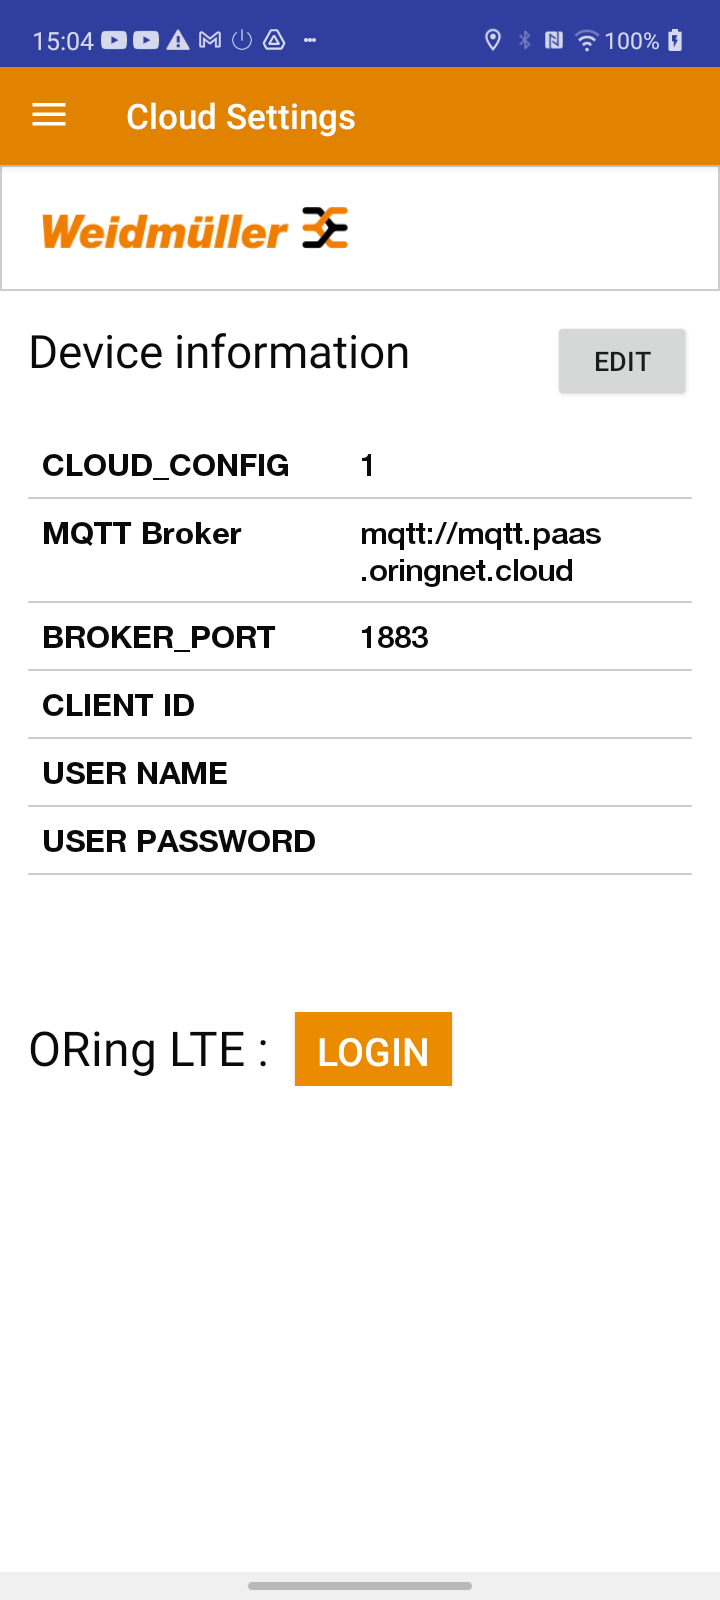 15:04 100%
Cloud Settings
Weidmüller
Device information EDIT
CLOUD_CONFIG 1
MQTT Broker mqtt://mqtt.paas
.oringnet.cloud
BROKER_PORT 1883
CLIENT ID
USER NAME
USER PASSWORD
ORing LTE : LOGIN